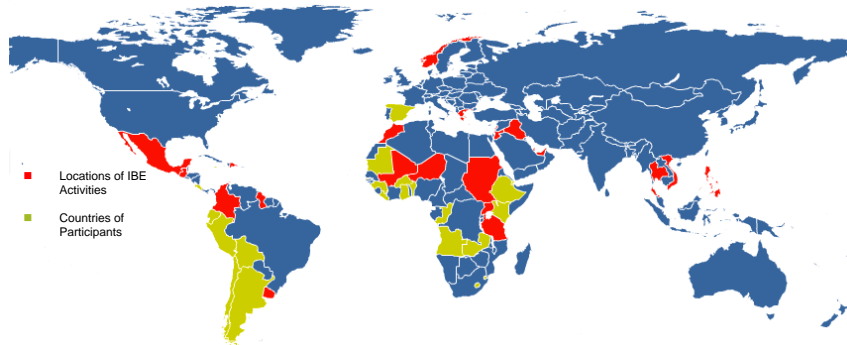 Locations of IBE
Activities
Countries of
Participants